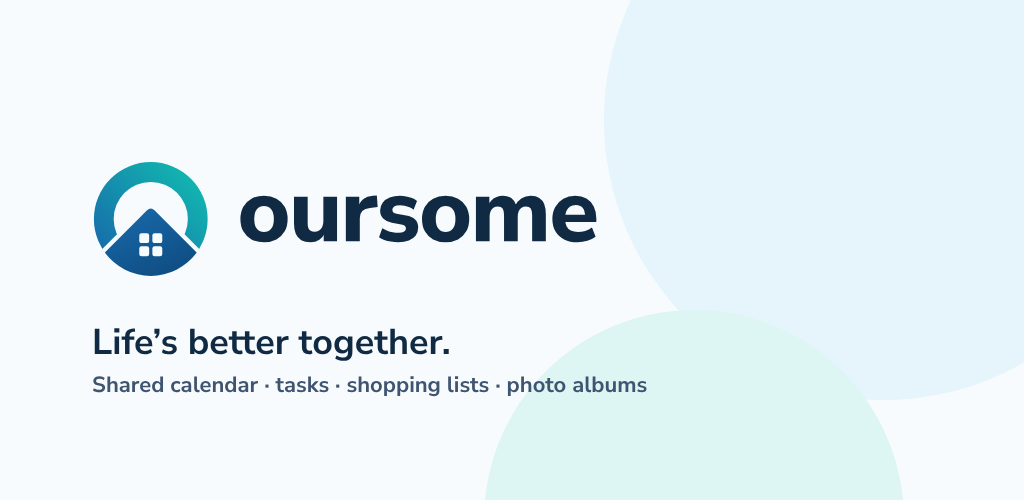 oursome
Life’s better together.
Shared calendar · tasks · shopping lists · photo albums